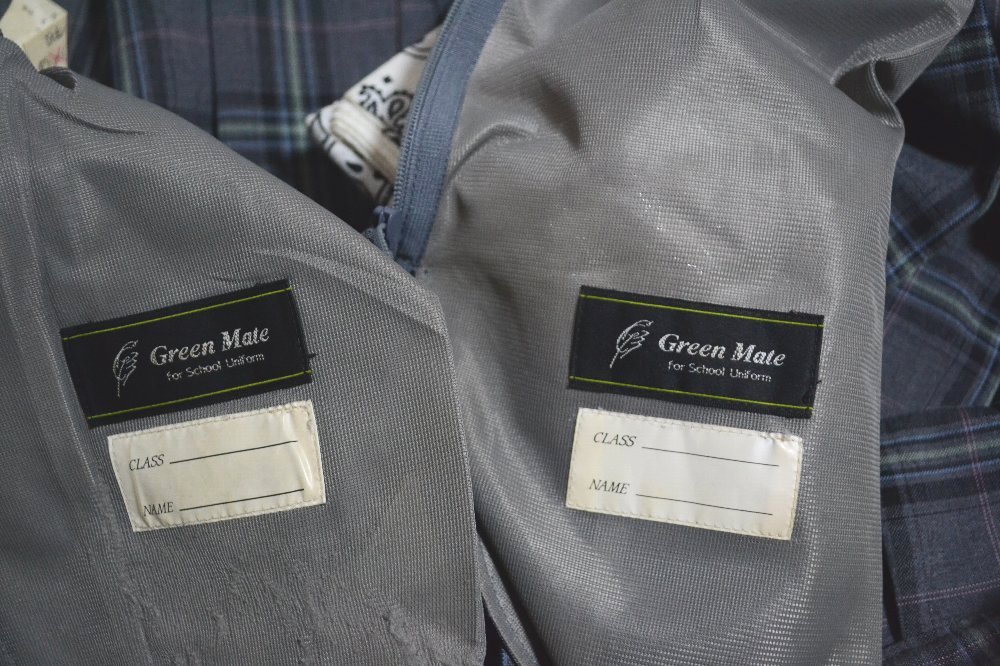 Green Mate
for School Uniform
CLASS
NAME
Green Mate
for School Uniform
CLASS
NAME